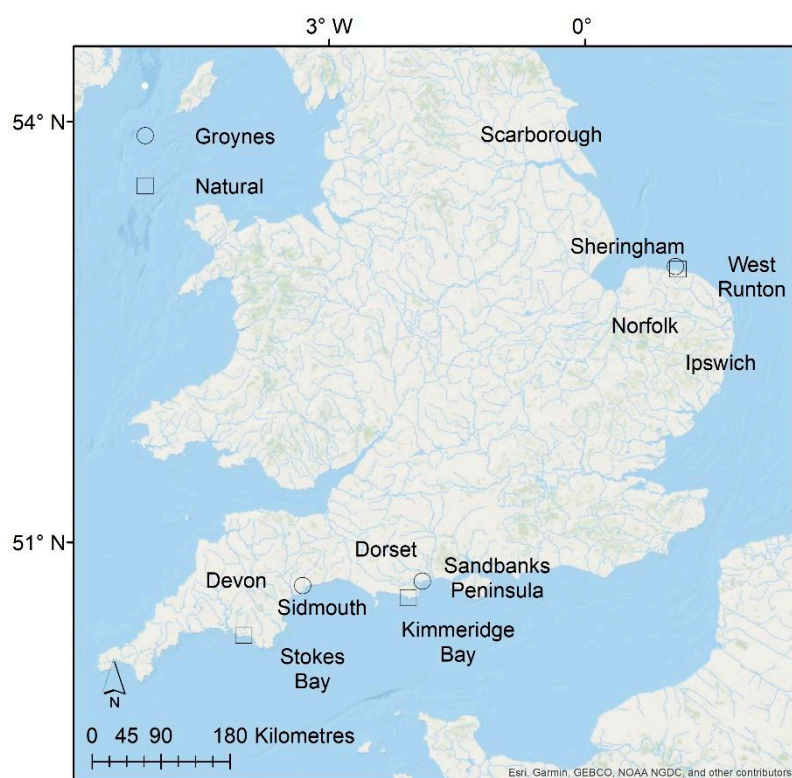 3° W
0°
54° N
Groynes
Scarborough
Natural
Sheringham
West
Runton
Norfolk
Ipswich
51° N
Dorset
Devon
Sandbanks
Peninsula
Sidmouth
Kimmeridge
Bay
Stokes
Bay
N
0 45 90 180 Kilometres
Esri, Garmin, GEBCO, NOAA NGDC, and other contributors